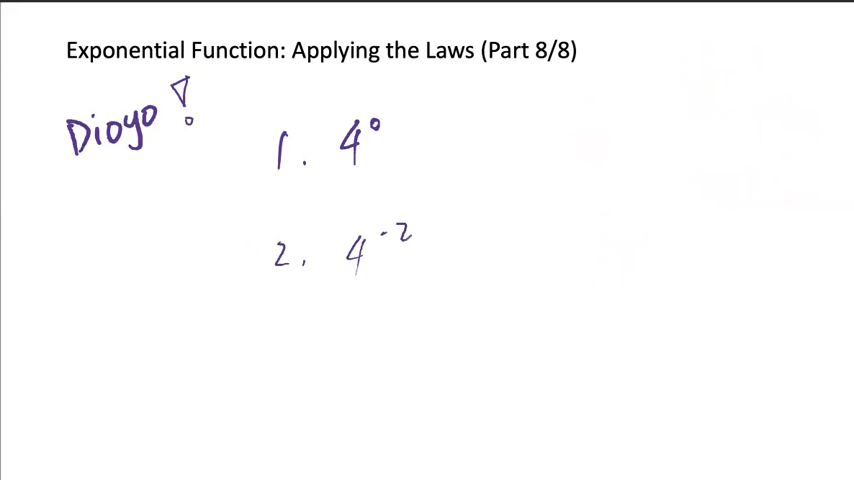 Exponential Function: Applying the Laws (Part 8/8)
Dioyo!
1. 4⁰
2. 4⁻²